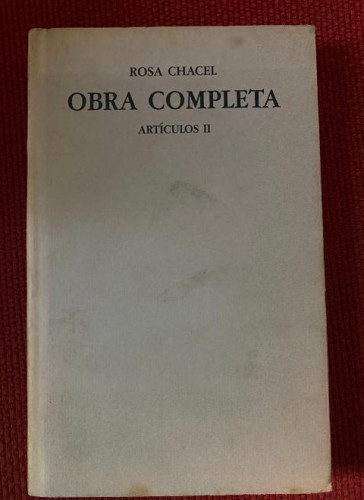 ROSA CHACEL
OBRA COMPLETA
ARTÍCULOS II